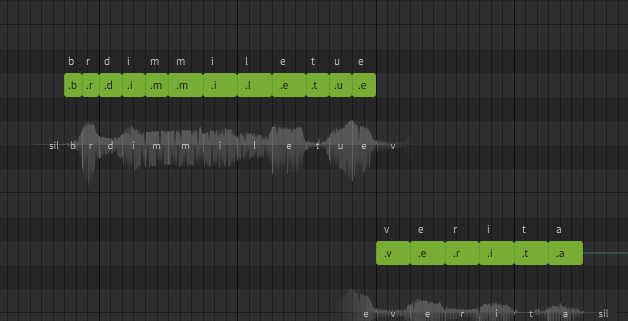 b r d i m m i l e t u e
.b .r .d .i .m .m .i .l .e .t .u .e
sil b r d i m m i l e t u e v
v e r i t a
.v .e .r .i .t .a
e v e r i t a sil